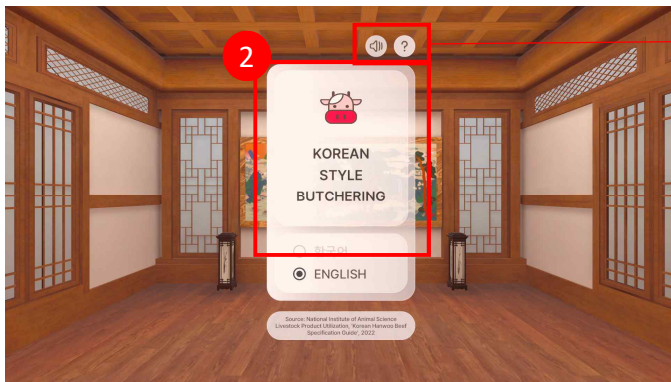 2
?
KOREAN
STYLE
BUTCHERING
한국어
ENGLISH
Source: National Institute of Animal Science
Livestock Product Utilization, 'Korean Hanwoo Beef
Specification Guide', 2022